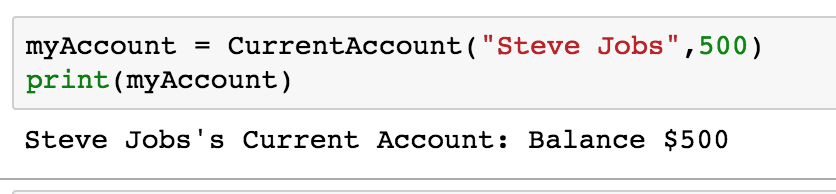 myAccount = CurrentAccount("Steve Jobs",500)
print(myAccount)
Steve Jobs's Current Account: Balance $500